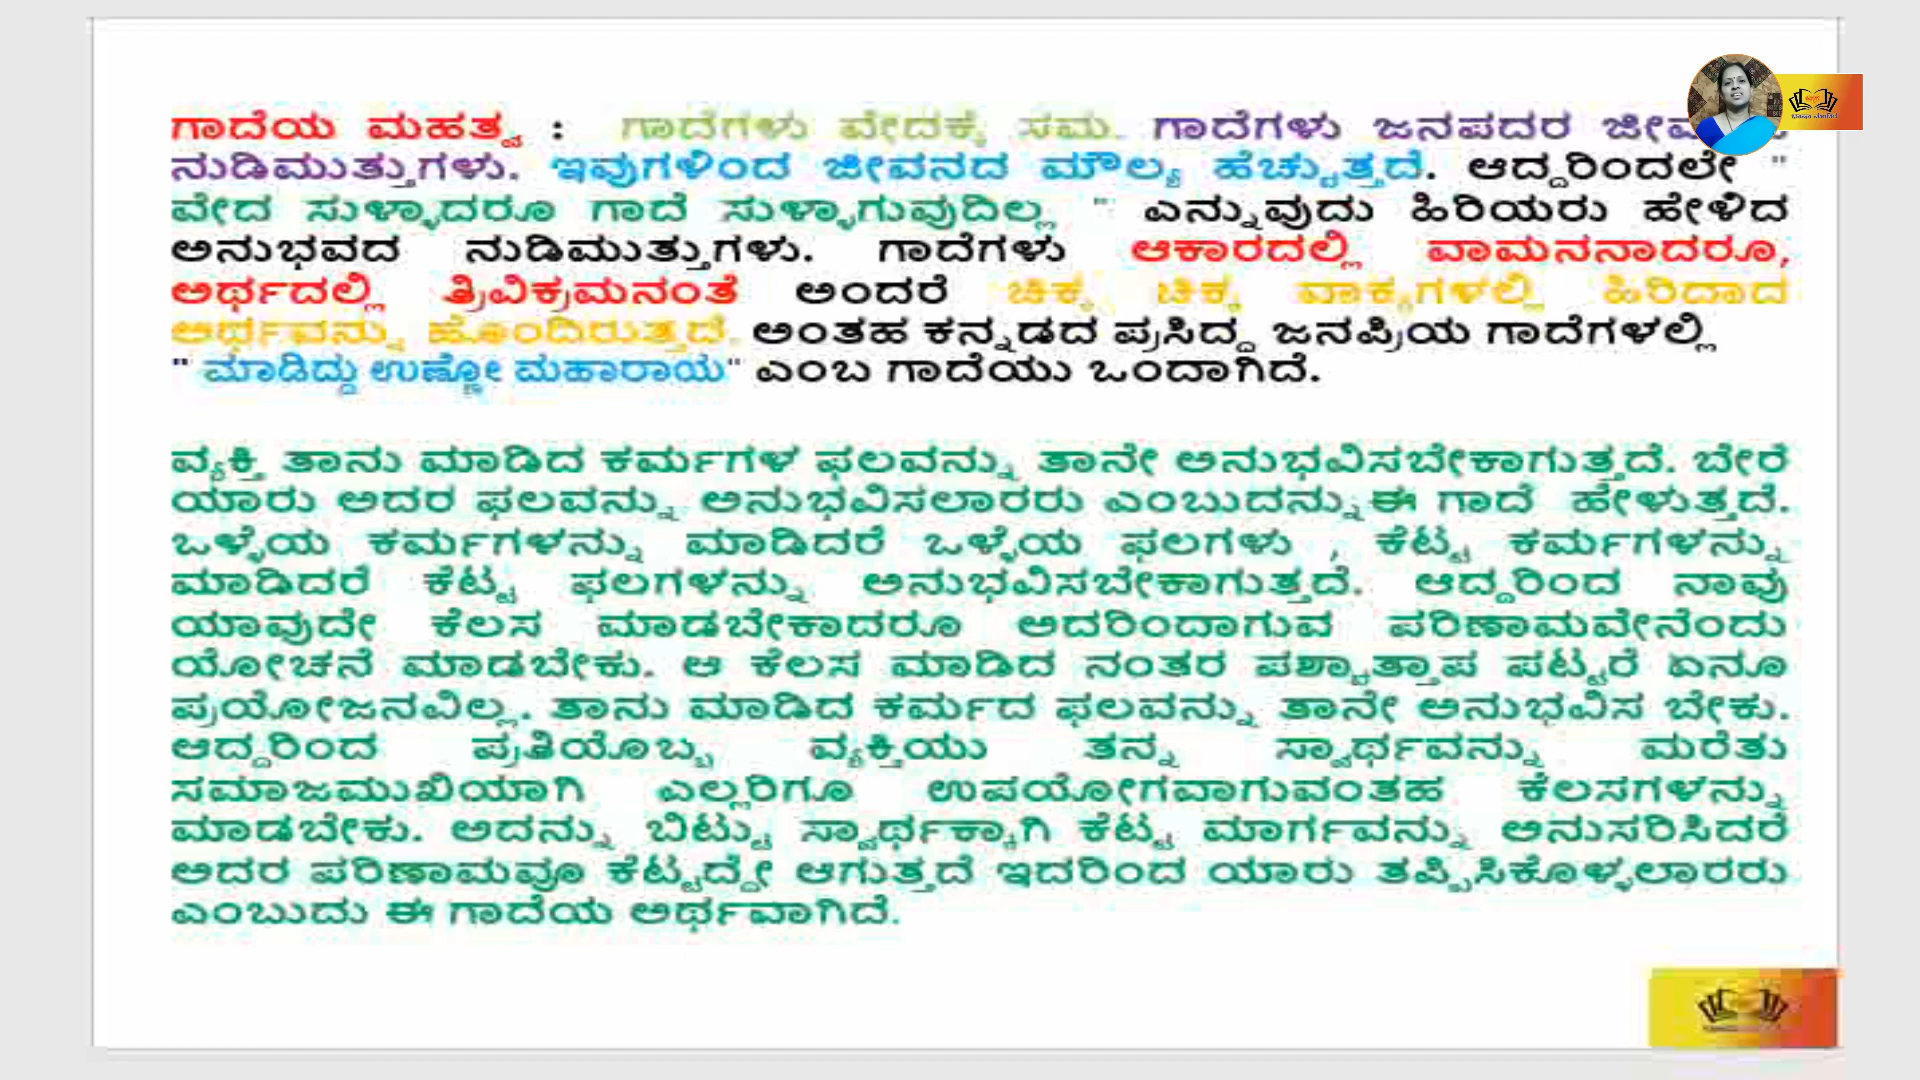 ಗಾದೆಯ ಮಹತ್ವ : ಗಾದೆಗಳು ವೇದಕ್ಕೆ ಸಮ. ಗಾದೆಗಳು ಜನಪದರ
ನುಡಿಮುತ್ತುಗಳು. ಇವುಗಳಿಂದ ಜೀವನದ ಮೌಲ್ಯ ಹೆಚ್ಚುತ್ತದೆ. ಆದ್ದರಿಂದಲೇ "
ವೇದ ಸುಳ್ಳಾದರೂ ಗಾದೆ ಸುಳ್ಳಾಗುವುದಿಲ್ಲ " ಎನ್ನುವುದು ಹಿರಿಯರು ಹೇಳಿದ
ಅನುಭವದ ನುಡಿಮುತ್ತುಗಳು. ಗಾದೆಗಳು ಆಕಾರದಲ್ಲಿ ವಾಮನನಾದರೂ,
ಅರ್ಥದಲ್ಲಿ ತ್ರಿವಿಕ್ರಮನಂತೆ ಅಂದರೆ ಚಿಕ್ಕ ಚಿಕ್ಕ ವಾಕ್ಯಗಳಲ್ಲಿ ಹಿರಿದಾದ
ಅರ್ಥವನ್ನು ಹೊಂದಿರುತ್ತದೆ. ಅಂತಹ ಕನ್ನಡದ ಪ್ರಸಿದ್ದ ಜನಪ್ರಿಯ ಗಾದೆಗಳಲ್ಲಿ
" ಮಾಡಿದ್ದು ಉಣ್ಣೋ ಮಹಾರಾಯ" ಎಂಬ ಗಾದೆಯು ಒಂದಾಗಿದೆ.
ವ್ಯಕ್ತಿ ತಾನು ಮಾಡಿದ ಕರ್ಮಗಳ ಫಲವನ್ನು ತಾನೇ ಅನುಭವಿಸಬೇಕಾಗುತ್ತದೆ. ಬೇರೆ
ಯಾರು ಅದರ ಫಲವನ್ನು ಅನುಭವಿಸಲಾರರು ಎಂಬುದನ್ನು ಈ ಗಾದೆ ಹೇಳುತ್ತದೆ.
ಒಳ್ಳೆಯ ಕರ್ಮಗಳನ್ನು ಮಾಡಿದರೆ ಒಳ್ಳೆಯ ಫಲಗಳು , ಕೆಟ್ಟ ಕರ್ಮಗಳನ್ನು
ಮಾಡಿದರೆ ಕೆಟ್ಟ ಫಲಗಳನ್ನು ಅನುಭವಿಸಬೇಕಾಗುತ್ತದೆ. ಆದ್ದರಿಂದ ನಾವು
ಯಾವುದೇ ಕೆಲಸ ಮಾಡಬೇಕಾದರೂ ಅದರಿಂದಾಗುವ ಪರಿಣಾಮವೇನೆಂದು
ಯೋಚನೆ ಮಾಡಬೇಕು. ಆ ಕೆಲಸ ಮಾಡಿದ ನಂತರ ಪಶ್ಚಾತ್ತಾಪ ಪಟ್ಟರೆ ಏನೂ
ಪ್ರಯೋಜನವಿಲ್ಲ. ತಾನು ಮಾಡಿದ ಕರ್ಮದ ಫಲವನ್ನು ತಾನೇ ಅನುಭವಿಸ ಬೇಕು.
ಆದ್ದರಿಂದ ಪ್ರತಿಯೊಬ್ಬ ವ್ಯಕ್ತಿಯು ತನ್ನ ಸ್ವಾರ್ಥವನ್ನು ಮರೆತು
ಸಮಾಜಮುಖಿಯಾಗಿ ಎಲ್ಲರಿಗೂ ಉಪಯೋಗವಾಗುವಂತಹ ಕೆಲಸಗಳನ್ನು
ಮಾಡಬೇಕು. ಅದನ್ನು ಬಿಟ್ಟು ಸ್ವಾರ್ಥಕ್ಕಾಗಿ ಕೆಟ್ಟ ಮಾರ್ಗವನ್ನು ಅನುಸರಿಸಿದರೆ
ಅದರ ಪರಿಣಾಮವೂ ಕೆಟ್ಟದ್ದೇ ಆಗುತ್ತದೆ ಇದರಿಂದ ಯಾರು ತಪ್ಪಿಸಿಕೊಳ್ಳಲಾರರು
ಎಂಬುದು ಈ ಗಾದೆಯ ಅರ್ಥವಾಗಿದೆ.